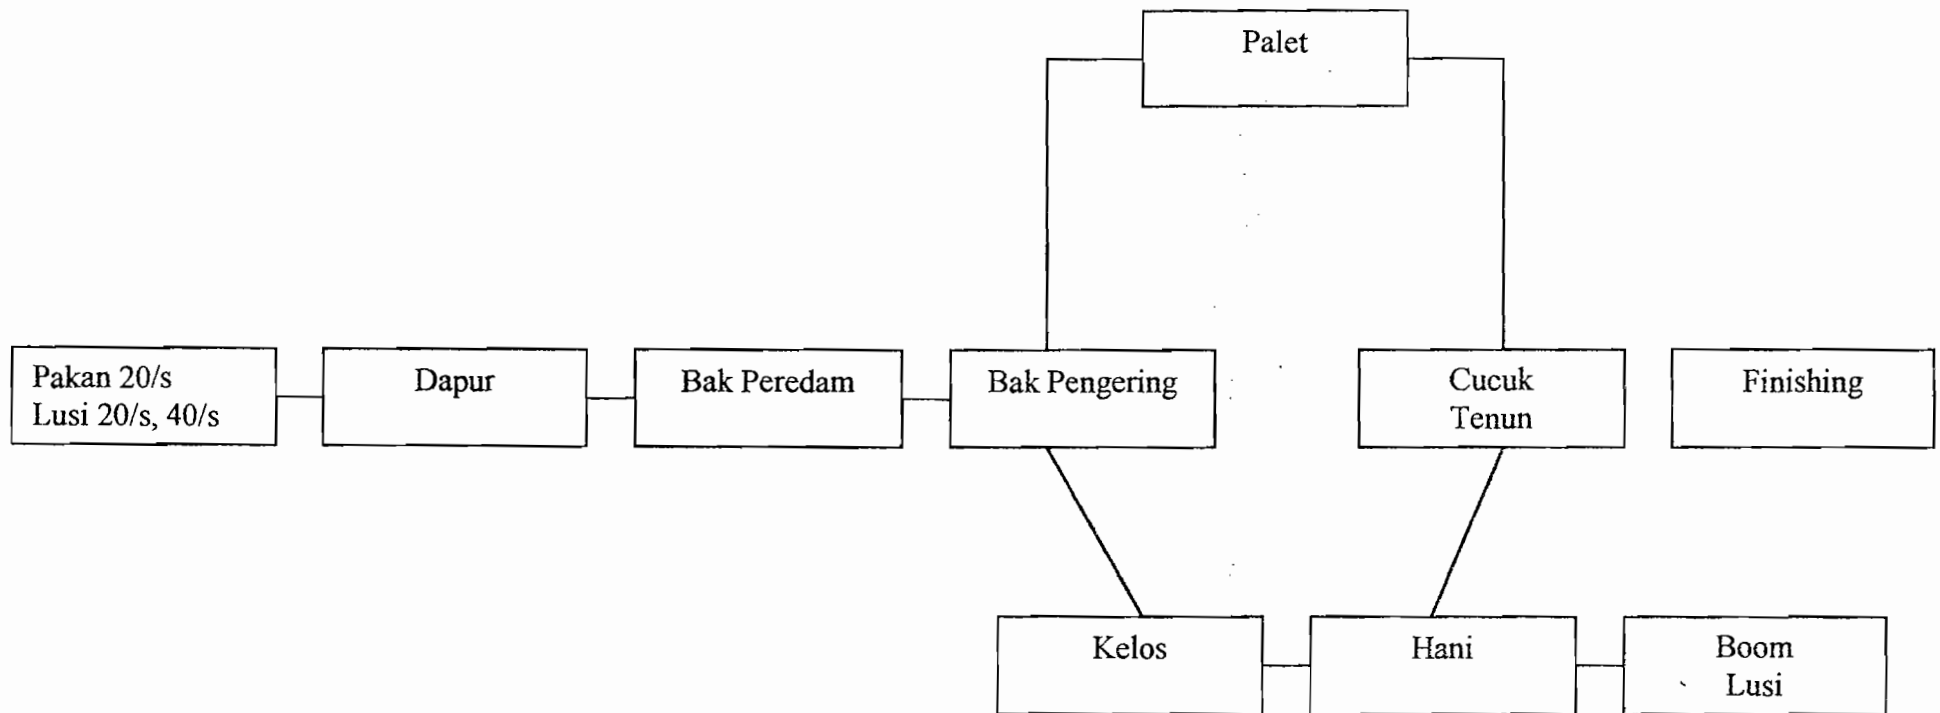 Palet
Pakan 20/s
Lusi 20/s, 40/s
Dapur
Bak Peredam
Bak Pengering
Cucuk
Tenun
Finishing
Kelos
Hani
Boom
Lusi